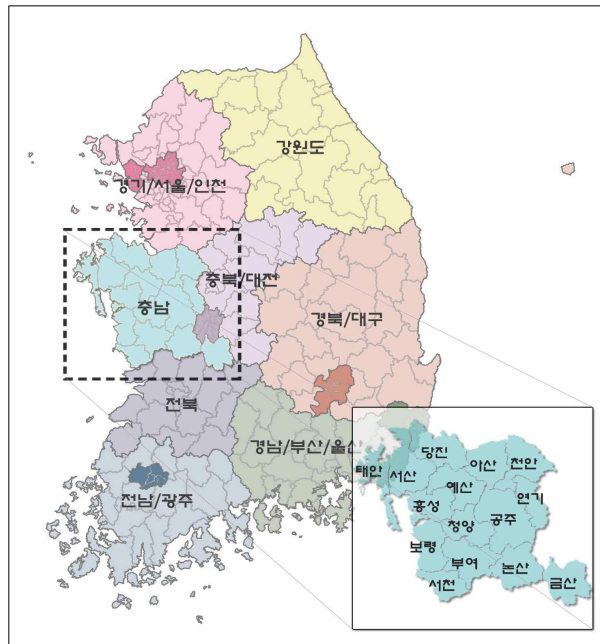 강원도
경기/서울/인천
충북/대전
충남
경북/대구
전북
경남/부산/울산
전남/광주
당진
아산
천안
태안
서산
예산
연기
홍성
청양
공주
보령
부여
논산
서천
금산